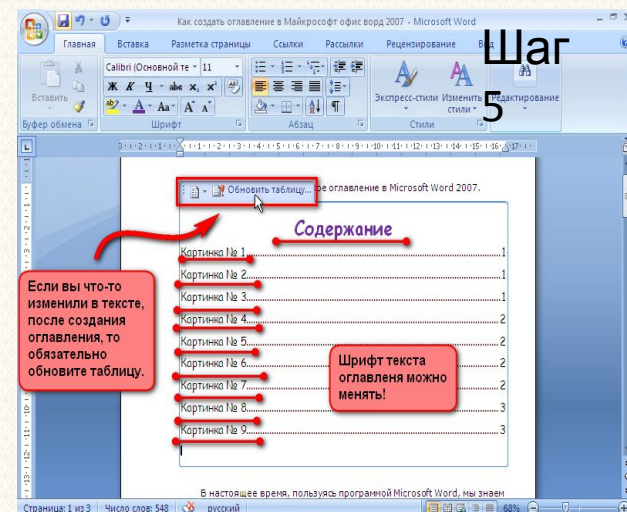 Как создать оглавление в Майкрософт офис ворд 2007 - Microsoft Word
Главная Вставка Разметка страницы Ссылки Рассылки Рецензирование
Шаг
5
Calibri (Основной те 11
Вставить
Экспресс-стили Изменить стили Редактирование
Буфер обмена Шрифт Абзац Стили
Обновить таблицу... ое оглавление в Microsoft Word 2007.
Содержание
Картинка № 1 1
Картинка № 2 1
Картинка № 3 1
Картинка № 4 2
Картинка № 5 2
Картинка № 6 2
Картинка № 7 2
Картинка № 8 3
Картинка № 9 3
Если вы что-то
изменили в тексте,
после создания
оглавления, то
обязательно
обновите таблицу.
Шрифт текста
оглавленя можно
менять!
В настоящее время, пользуясь программой Microsoft Word, мы знаем
Страница: 1 из 3 Число слов: 548 русский 68%